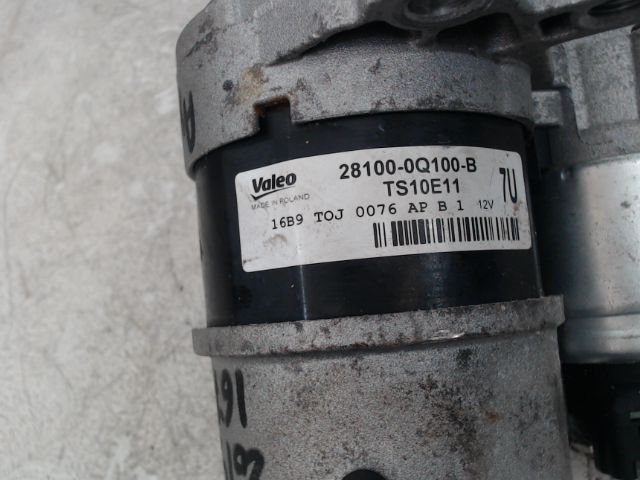 28100-0Q100-B
Valeo
TS10E11
7U
MADE IN POLAND
16B9 TOJ 0076 AP B 1 12V